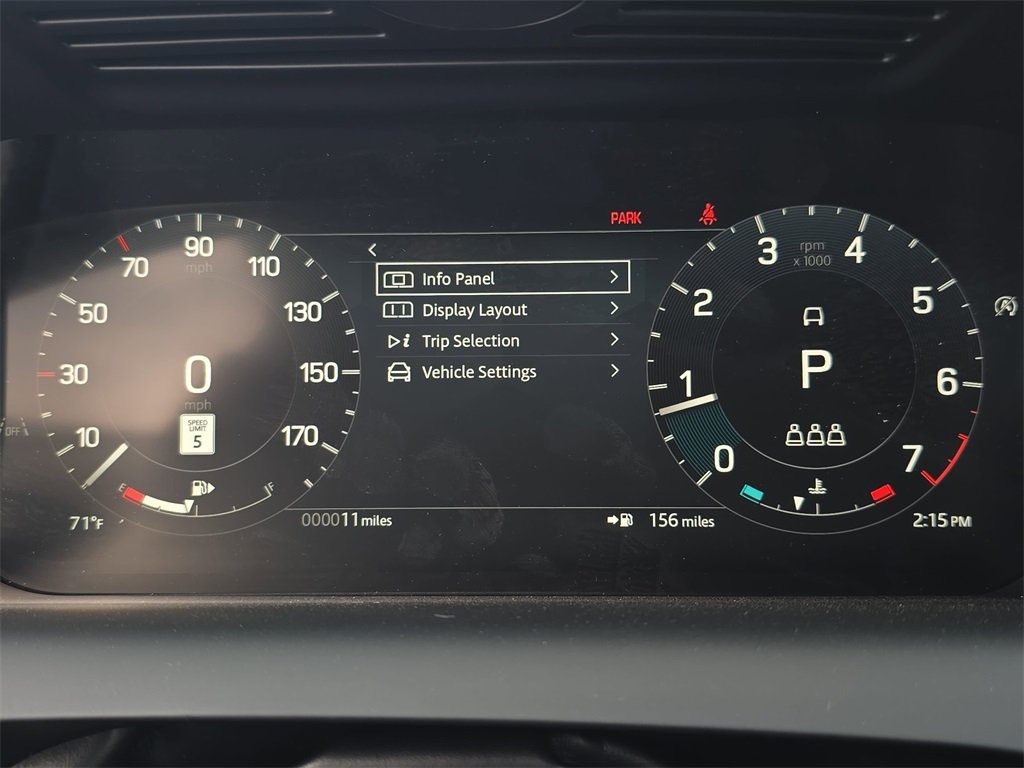 PARK
90
mph
70
110
50
130
30
150
0
mph
SPEED
LIMIT
5
10
170
E
F
71°F
Info Panel
Display Layout
Trip Selection
Vehicle Settings
000011 miles
156 miles
3
rpm
x 1000
4
2
5
1
P
6
0
7
2:15 PM
OFF